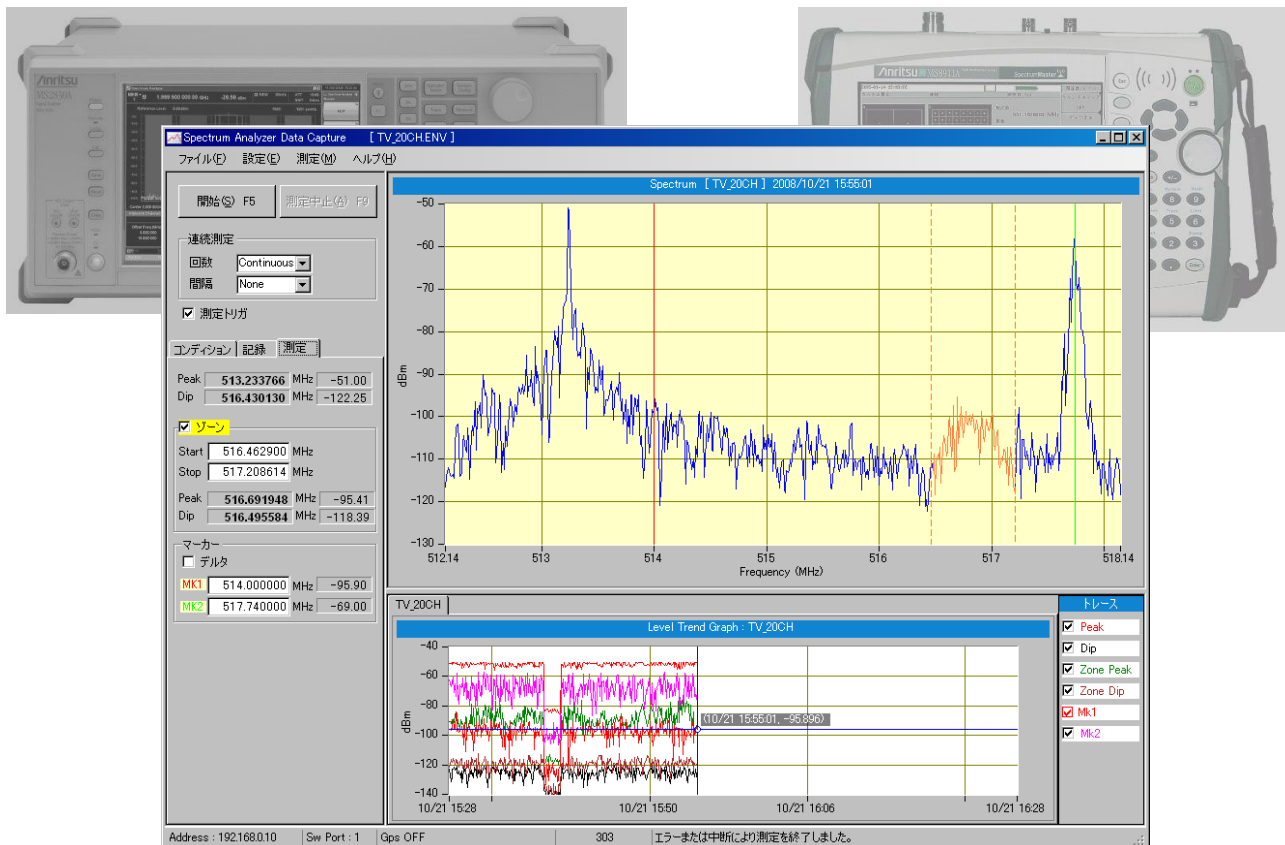 Anritsu
MS2830A
Anritsu MS8911A Spectrum Master
Spectrum Analyzer Data Capture [ TV_20CH.ENV ]
ファイル(F) 設定(E) 測定(M) ヘルプ(H)
開始(S) F5 測定中止(A) F9
連続測定
回数 Continuous
間隔 None
測定トリガ
コンディション 記録 測定
Peak 513.233766 MHz -51.00
Dip 516.430130 MHz -122.25
ゾーン
Start 516.462900 MHz
Stop 517.208614 MHz
Peak 516.691948 MHz -95.41
Dip 516.495584 MHz -118.39
マーカー
デルタ
MK1 514.000000 MHz -95.90
MK2 517.740000 MHz -69.00
Spectrum [ TV_20CH ] 2008/10/21 15:55:01
-50
-60
-70
-80
-90
-100
-110
-120
-130
dBm
512.14 513 514 515 516 517 518.14
Frequency (MHz)
TV_20CH
Level Trend Graph : TV_20CH
-40
-60
-80
-100
-120
-140
dBm
(10/21 15:55:01, -95.896)
10/21 15:28 10/21 15:50 10/21 16:06 10/21 16:28
トレース
Peak
Dip
Zone Peak
Zone Dip
Mk1
Mk2
Address : 192.168.0.10 Sw Port : 1 Gps OFF 303 エラーまたは中断により測定を終了しました。